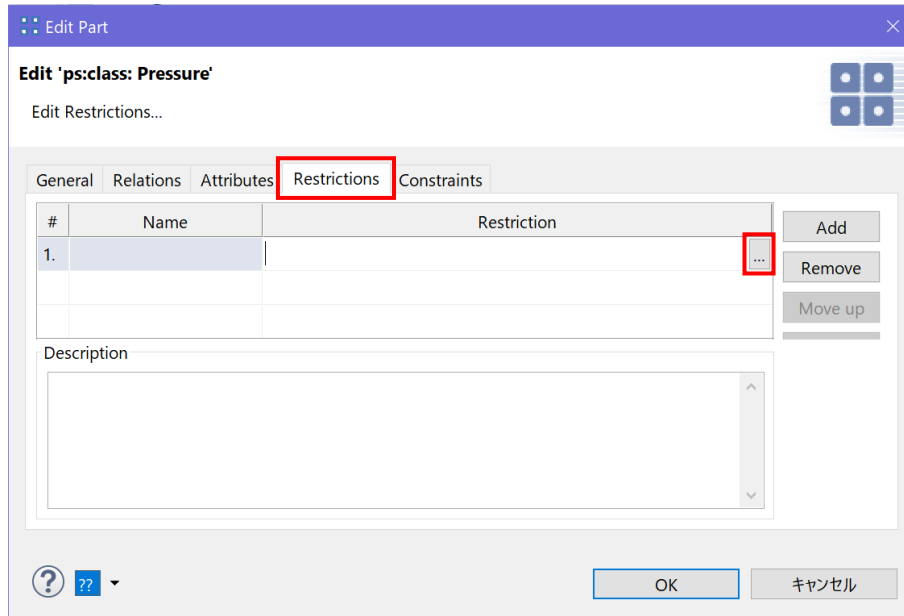 Edit Part
Edit 'ps:class: Pressure'
Edit Restrictions...
General Relations Attributes Restrictions Constraints
# Name Restriction
Add
1. ...
Remove
Move up
Description
?
??
OK キャンセル